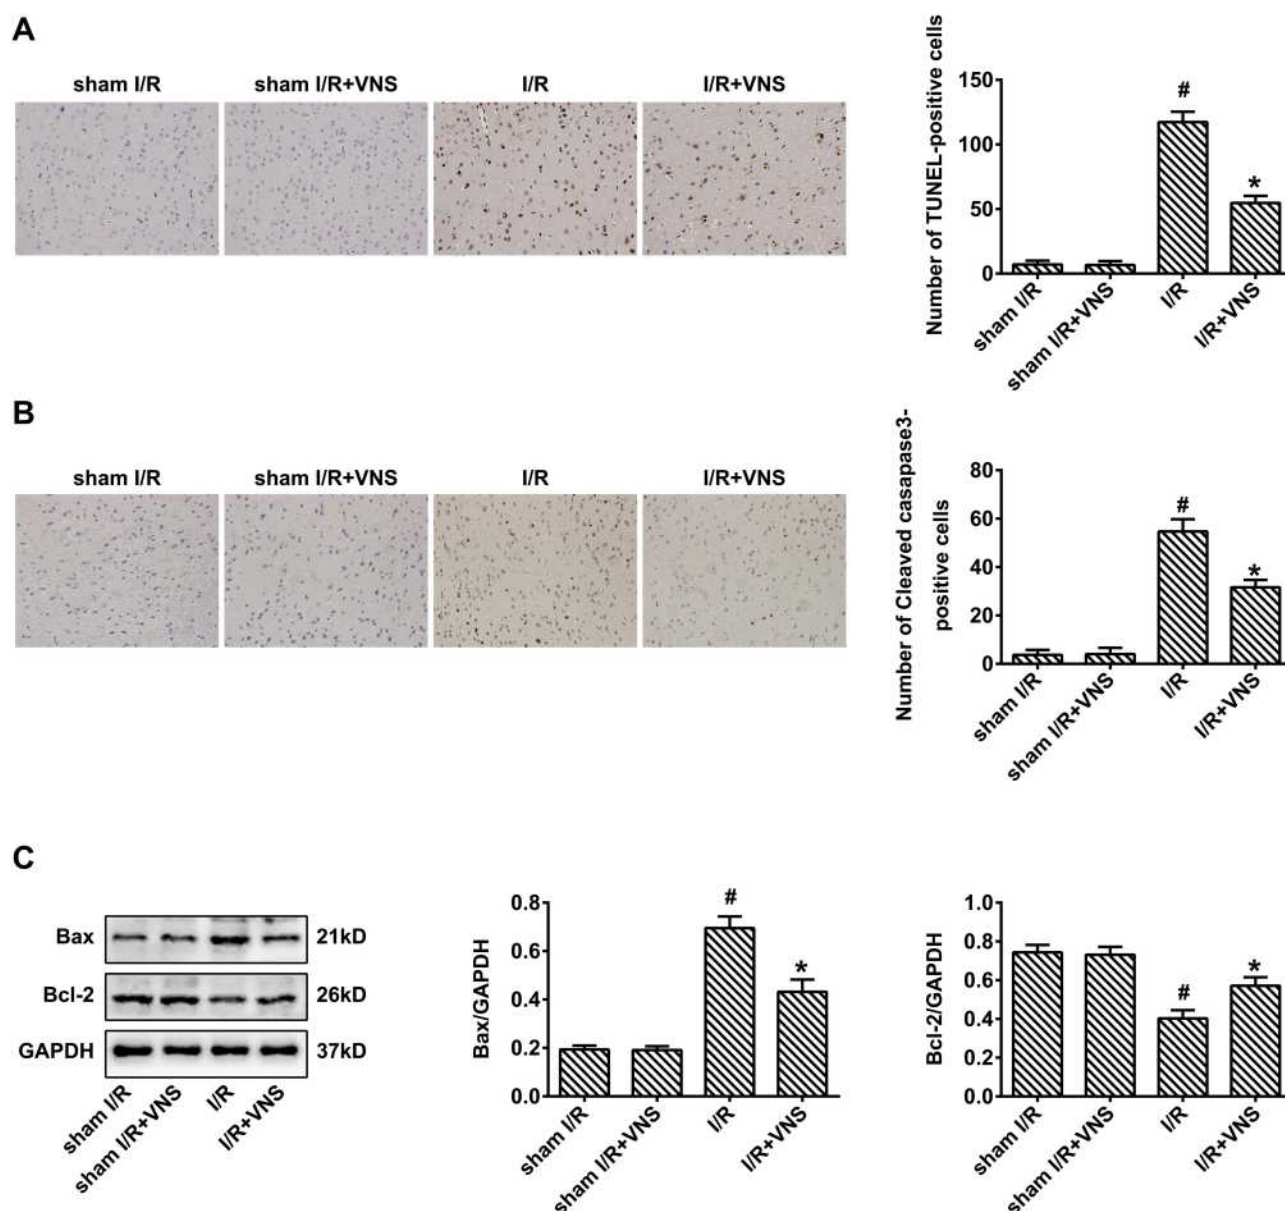 A
sham I/R sham I/R+VNS I/R I/R+VNS
Number of TUNEL-positive cells
150
100
50
0
#
*
sham I/R
sham I/R+VNS
I/R
I/R+VNS
B
sham I/R sham I/R+VNS I/R I/R+VNS
Number of Cleaved casapase3-
positive cells
80
60
40
20
0
#
*
sham I/R
sham I/R+VNS
I/R
I/R+VNS
C
Bax 21kD
Bcl-2 26kD
GAPDH 37kD
sham I/R
sham I/R+VNS
I/R
I/R+VNS
Bax/GAPDH
0.8
0.6
0.4
0.2
0.0
#
*
sham I/R
sham I/R+VNS
I/R
I/R+VNS
Bcl-2/GAPDH
1.0
0.8
0.6
0.4
0.2
0.0
#
*
sham I/R
sham I/R+VNS
I/R
I/R+VNS